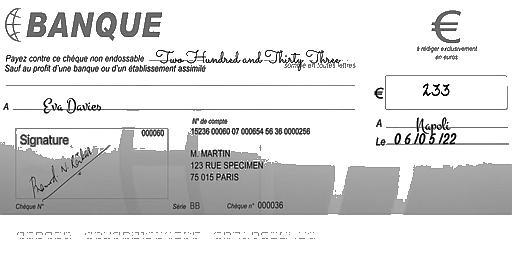 BANQUE
€
à rédiger exclusivement
en euros
Payez contre ce chèque non endossable Two Hundred and Thirty Three
Sauf au profit d'une banque ou d'un établissement assimilé
somme en toutes lettres
€ 233
A Eva Davies
A Napoli
Le 06/05/22
Signature
000060
N° de compte
15236 00060 07 000654 56 36 0000256
M. MARTIN
123 RUE SPECIMEN
75 015 PARIS
Chèque N°
Série BB
Chèque n° 000036